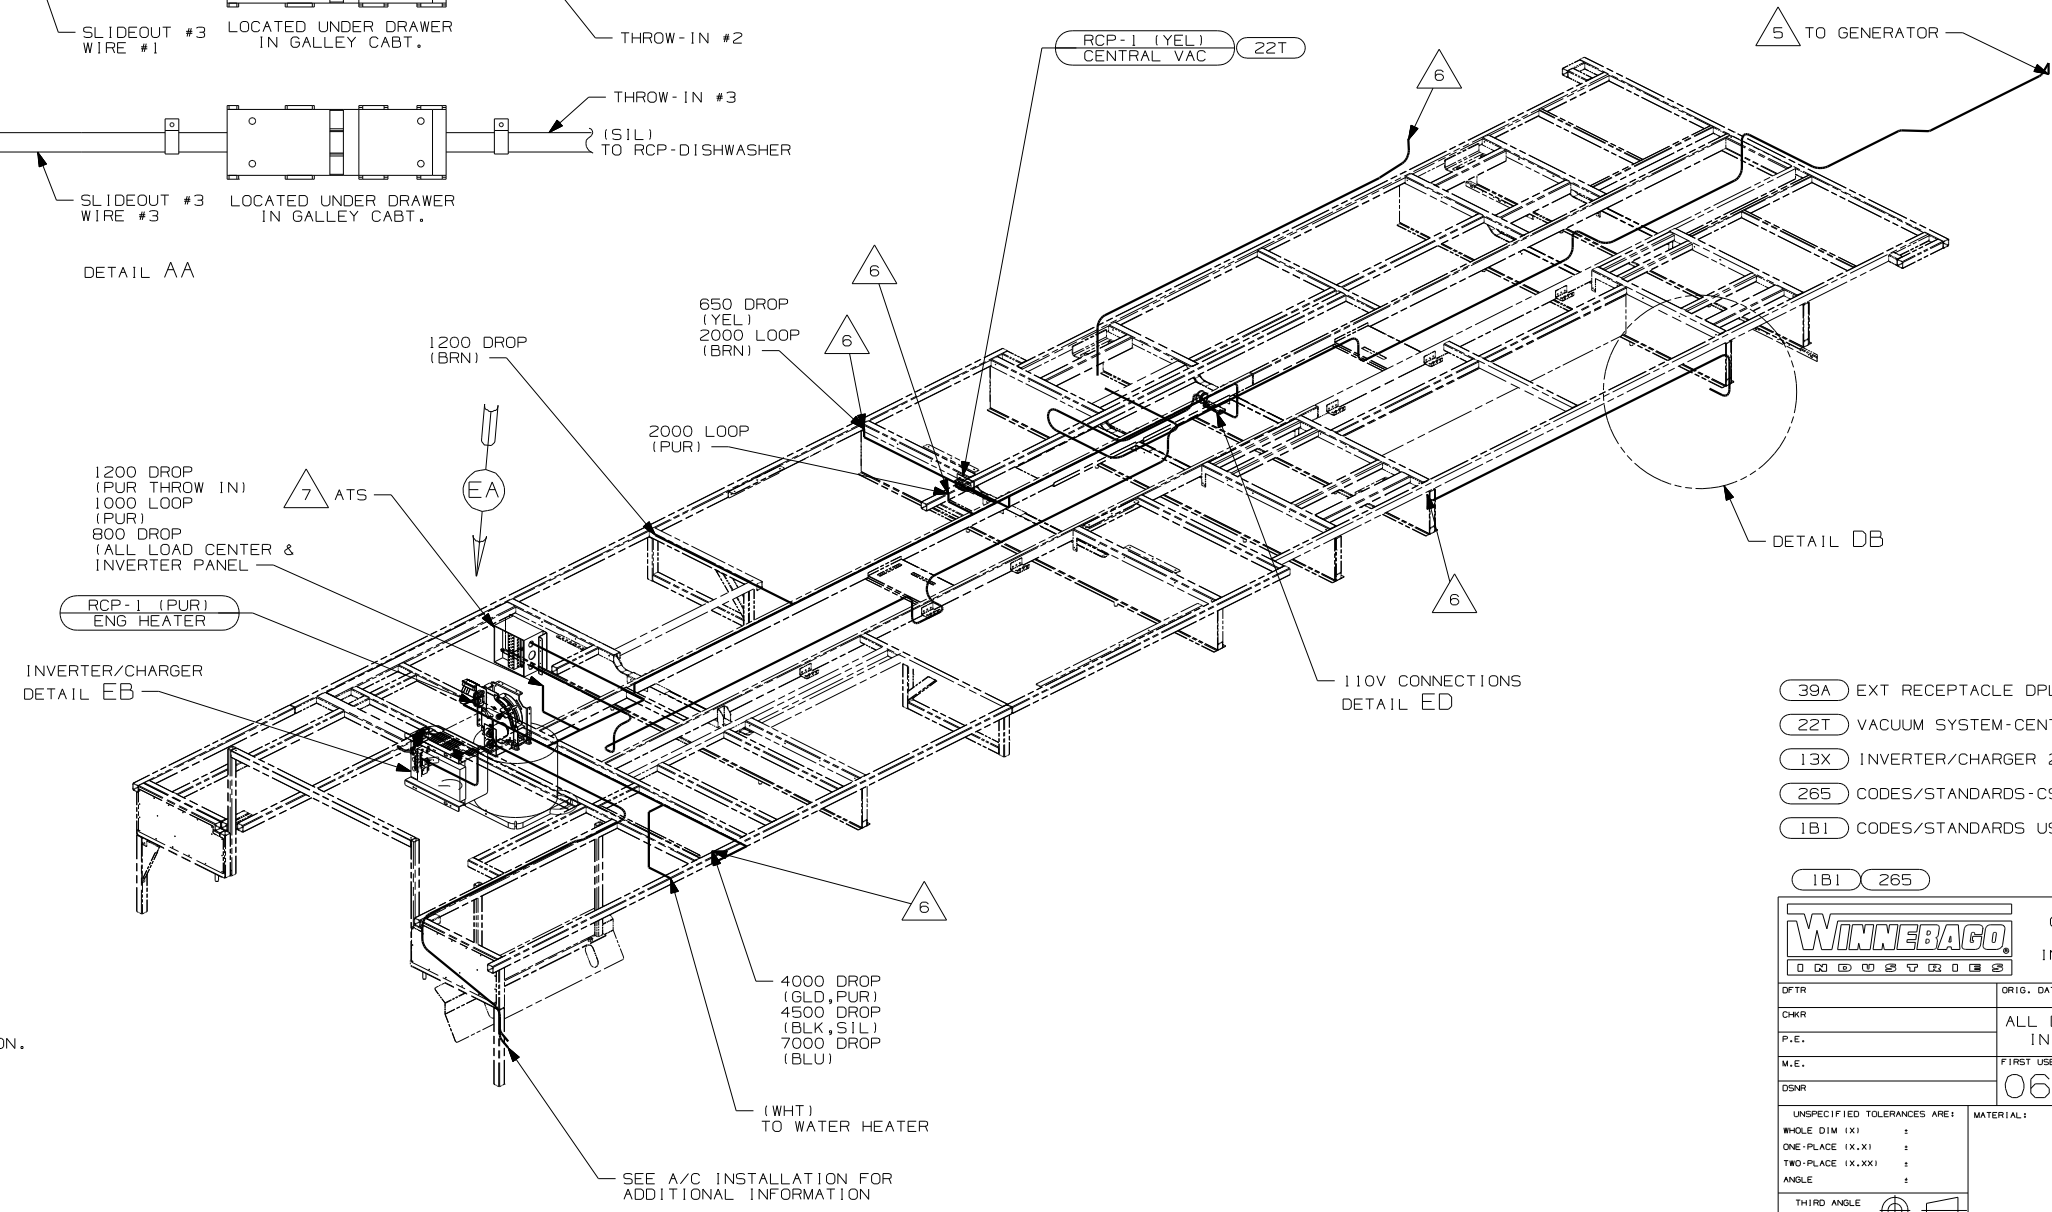 SLIDEOUT #3
WIRE #1
LOCATED UNDER DRAWER
IN GALLEY CABT.
THROW-IN #2
THROW-IN #3
(SIL)
TO RCP-DISHWASHER
SLIDEOUT #3
WIRE #3
LOCATED UNDER DRAWER
IN GALLEY CABT.
DETAIL AA
RCP-1 (YEL)
CENTRAL VAC
22T
6
5 TO GENERATOR
6
6
650 DROP
(YEL)
2000 LOOP
(BRN)
1200 DROP
(BRN)
2000 LOOP
(PUR)
EA
1200 DROP
(PUR THROW IN)
1000 LOOP
(PUR)
800 DROP
(ALL LOAD CENTER &
INVERTER PANEL
7 ATS
RCP-1 (PUR)
ENG HEATER
INVERTER/CHARGER
DETAIL EB
DETAIL DB
6
110V CONNECTIONS
DETAIL ED
6
4000 DROP
(GLD,PUR)
4500 DROP
(BLK,SIL)
7000 DROP
(BLU)
(WHT)
TO WATER HEATER
SEE A/C INSTALLATION FOR
ADDITIONAL INFORMATION
ON.
39A EXT RECEPTACLE DPL
22T VACUUM SYSTEM-CENT
13X INVERTER/CHARGER 2
265 CODES/STANDARDS-CS
1B1 CODES/STANDARDS US
1B1 265
WINNEBAGO®
INDUSTRIES
IN
DFTR
ORIG. DAT
CHKR
ALL
P.E.
IN
M.E.
FIRST USE
DSNR
06
UNSPECIFIED TOLERANCES ARE:
MATERIAL:
WHOLE DIM (X) ±
ONE-PLACE (X.X) ±
TWO-PLACE (X.XX) ±
ANGLE ±
THIRD ANGLE